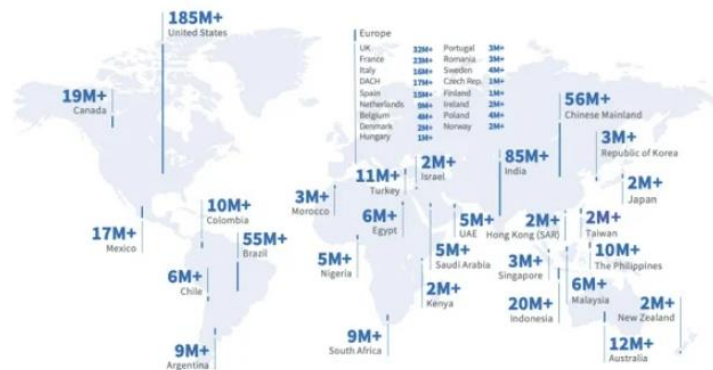 185M+
United States
19M+
Canada
Europe
UK 32M+ Portugal 3M+
France 23M+ Romania 3M+
Italy 16M+ Sweden 4M+
DACH 17M+ Czech Rep. 1M+
Spain 15M+ Finland 1M+
Netherlands 9M+ Ireland 2M+
Belgium 4M+ Poland 4M+
Denmark 2M+ Norway 2M+
Hungary 1M+
56M+
Chinese Mainland
3M+
Republic of Korea
2M+
Japan
85M+
India
2M+
Israel
11M+
Turkey
3M+
Morocco
6M+
Egypt
10M+
Colombia
17M+
Mexico
55M+
Brazil
6M+
Chile
9M+
Argentina
5M+
Nigeria
5M+
UAE
5M+
Saudi Arabia
2M+
Kenya
9M+
South Africa
2M+
Hong Kong (SAR)
2M+
Taiwan
3M+
Singapore
10M+
The Philippines
6M+
Malaysia
20M+
Indonesia
2M+
New Zealand
12M+
Australia